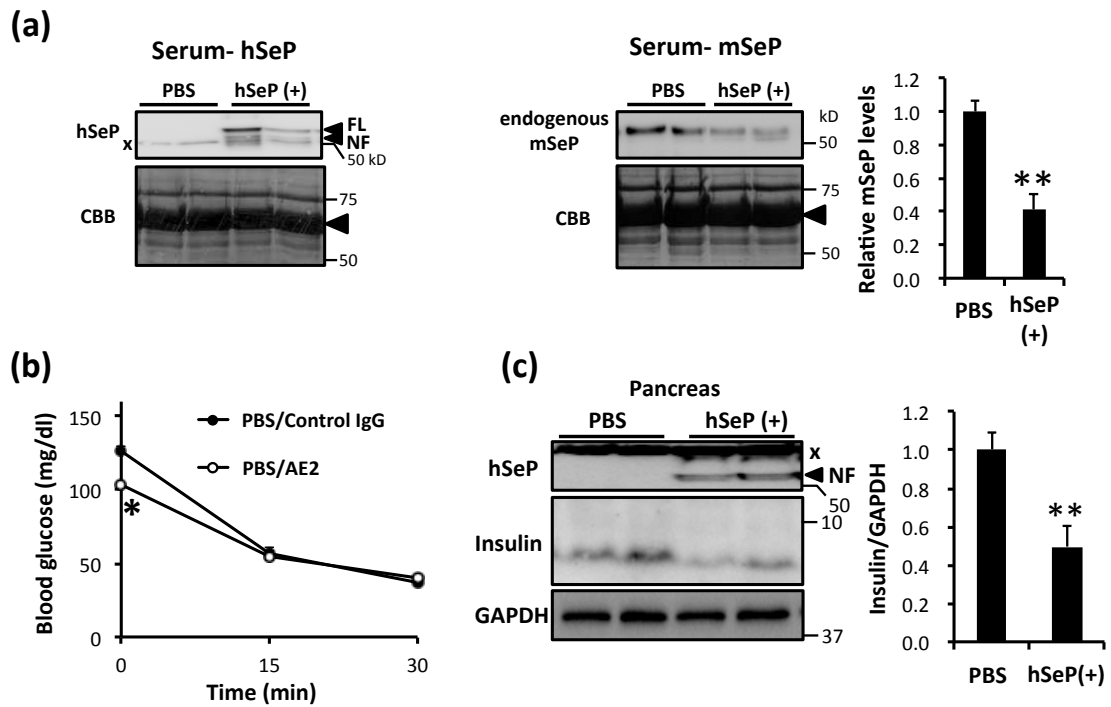 (a)
Serum- hSeP
PBS hSeP (+)
hSeP
x
FL
NF
50 kD
CBB
75
50
Serum- mSeP
PBS hSeP (+)
kD
endogenous
mSeP
50
CBB
75
50
Relative mSeP levels
1.2
1.0
0.8
0.6
0.4
0.2
0.0
**
PBS
hSeP
(+)
(b)
Blood glucose (mg/dl)
150
100
50
0
PBS/Control IgG
PBS/AE2
*
0 15 30
Time (min)
(c)
Pancreas
PBS hSeP (+)
hSeP
x
NF
50
10
Insulin
GAPDH
37
Insulin/GAPDH
1.2
1.0
0.8
0.6
0.4
0.2
0.0
**
PBS hSeP(+)